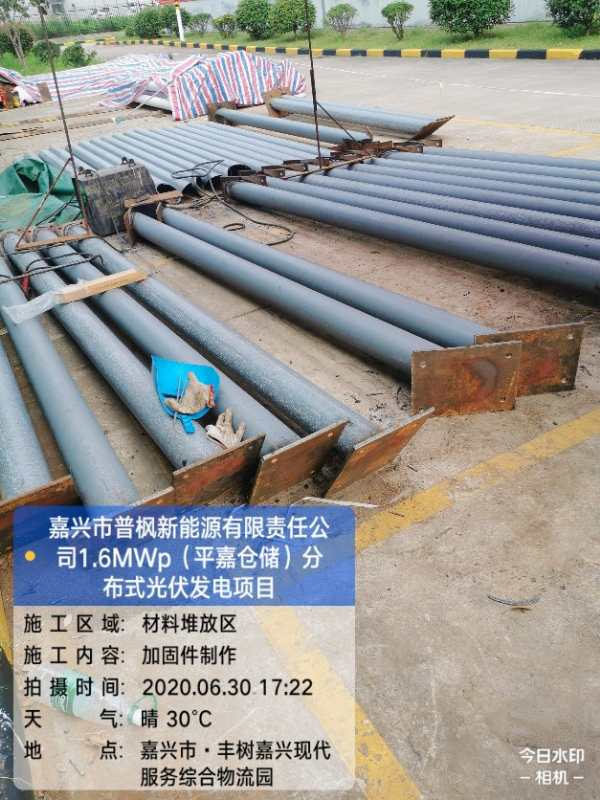 嘉兴市普枫新能源有限责任公
司1.6MWp（平嘉仓储）分
布式光伏发电项目
施工区域: 材料堆放区
施工内容: 加固件制作
拍摄时间: 2020.06.30 17:22
天气: 晴 30℃
地点: 嘉兴市·丰树嘉兴现代
服务综合物流园
今日水印
- 相机 -